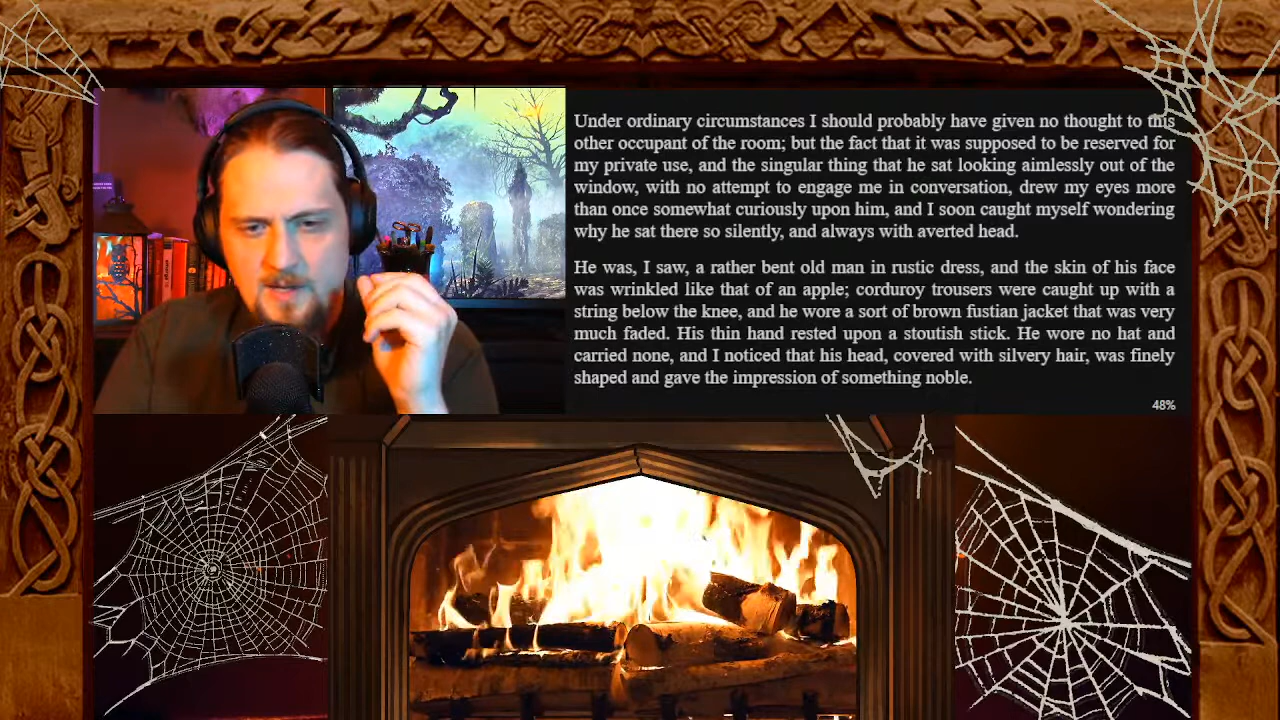 Under ordinary circumstances I should probably have given no thought to this
other occupant of the room; but the fact that it was supposed to be reserved for
my private use, and the singular thing that he sat looking aimlessly out of the
window, with no attempt to engage me in conversation, drew my eyes more
than once somewhat curiously upon him, and I soon caught myself wondering
why he sat there so silently, and always with averted head.
He was, I saw, a rather bent old man in rustic dress, and the skin of his face
was wrinkled like that of an apple; corduroy trousers were caught up with a
string below the knee, and he wore a sort of brown fustian jacket that was very
much faded. His thin hand rested upon a stoutish stick. He wore no hat and
carried none, and I noticed that his head, covered with silvery hair, was finely
shaped and gave the impression of something noble.
48%